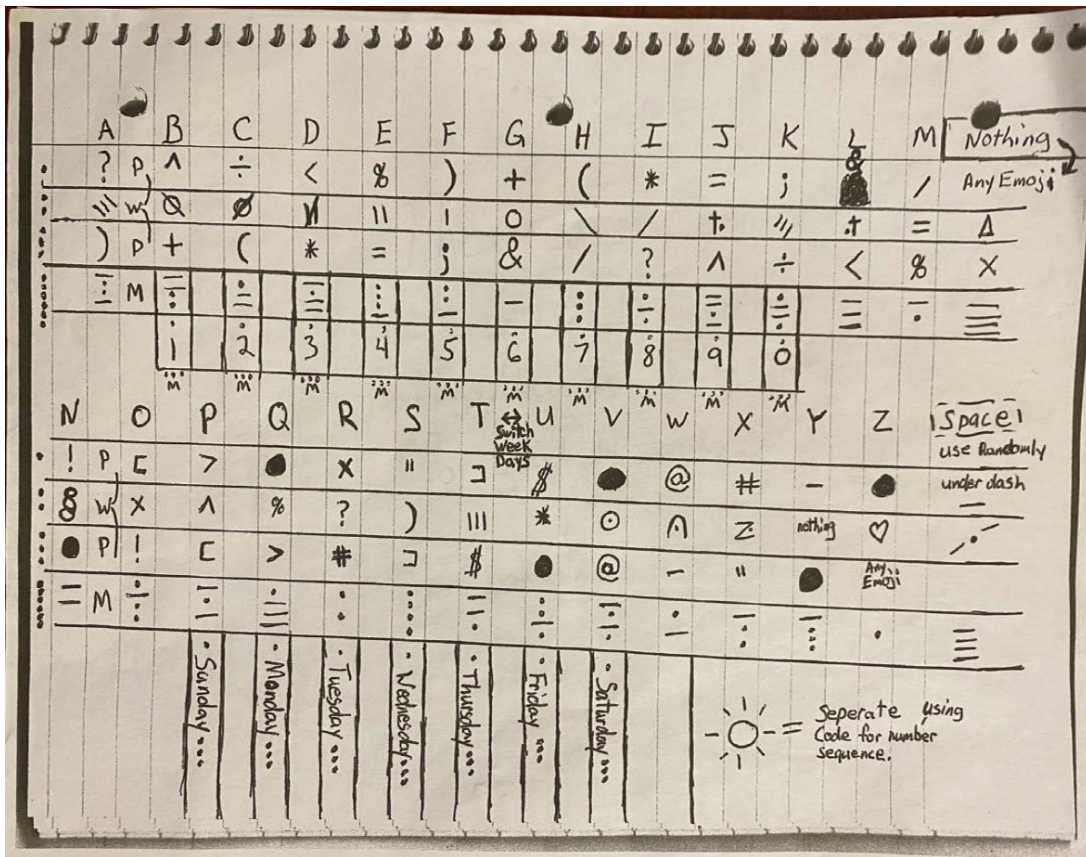 A B C D E F G H I J K L M Nothing
? P ^ ÷ < % ) + ( * = ; & / Any Emoji
/// W = Δ
) P + ( * = ; & / ? ^ ÷ < % X
M
1 2 3 4 5 6 7 8 9 0
M M M M M M M M M M
N O P Q R S T ↔ U V W X Y Z Space
Switch
Week
Days
use Randomly
! P [ > ● X " ] $ ● @ # - ● under dash
8 W X ^ % ? ) ||| * ⊙ Z nothing ♡
● P ! [ > # ] $ ● @ - " ● Any Emoji
= M
Sunday...
Monday...
Tuesday...
Wednesday...
Thursday...
Friday...
Saturday...
= Seperate using
Code for number
sequence.